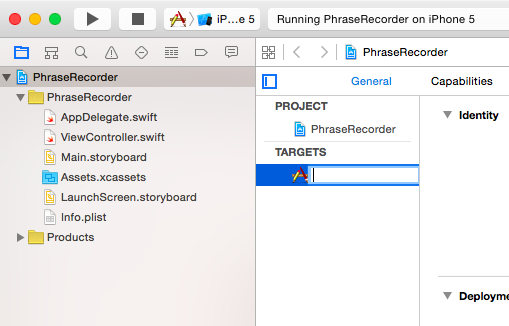 iP...e 5
Running PhraseRecorder on iPhone 5
PhraseRecorder
PhraseRecorder
AppDelegate.swift
ViewController.swift
Main.storyboard
Assets.xcassets
LaunchScreen.storyboard
Info.plist
Products
PhraseRecorder
General Capabilities
PROJECT
PhraseRecorder
TARGETS
Identity
Deployme